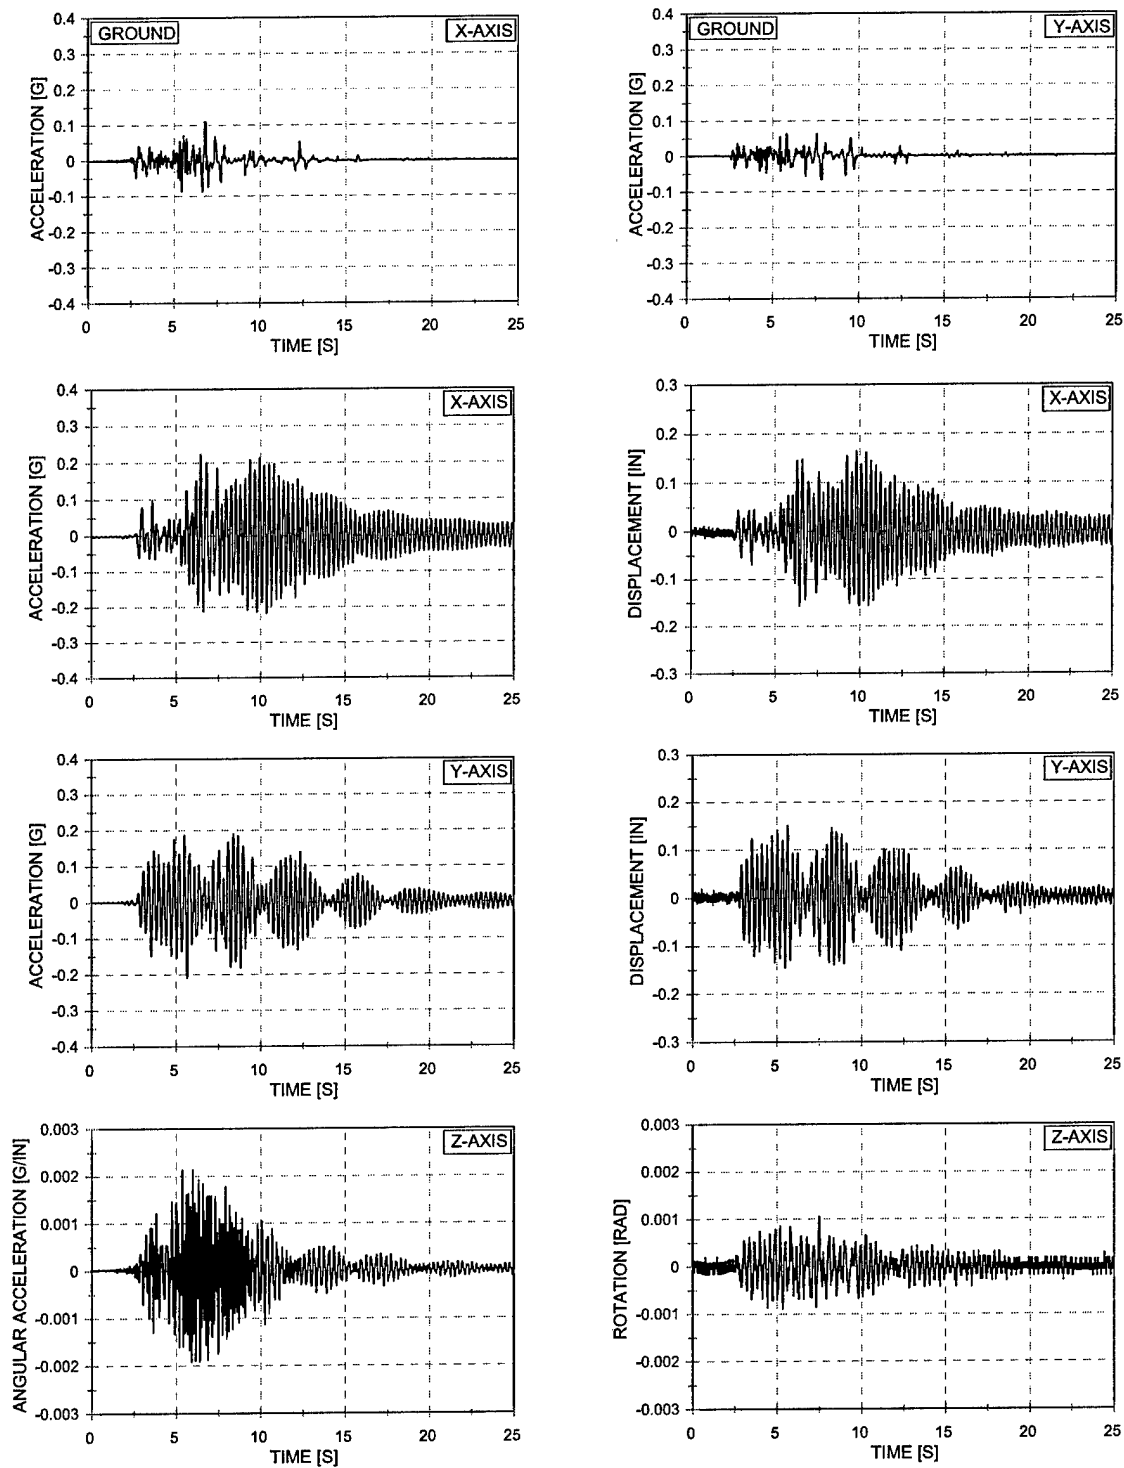 GROUND X-AXIS
ACCELERATION [G]
0.4
0.3
0.2
0.1
0
-0.1
-0.2
-0.3
-0.4
0 5 10 15 20 25
TIME [S]
GROUND Y-AXIS
ACCELERATION [G]
0.4
0.3
0.2
0.1
0
-0.1
-0.2
-0.3
-0.4
0 5 10 15 20 25
TIME [S]
X-AXIS
ACCELERATION [G]
0.4
0.3
0.2
0.1
0
-0.1
-0.2
-0.3
-0.4
0 5 10 15 20 25
TIME [S]
X-AXIS
DISPLACEMENT [IN]
0.3
0.2
0.1
0
-0.1
-0.2
-0.3
0 5 10 15 20 25
TIME [S]
Y-AXIS
ACCELERATION [G]
0.4
0.3
0.2
0.1
0
-0.1
-0.2
-0.3
-0.4
0 5 10 15 20 25
TIME [S]
Y-AXIS
DISPLACEMENT [IN]
0.3
0.2
0.1
0
-0.1
-0.2
-0.3
0 5 10 15 20 25
TIME [S]
Z-AXIS
ANGULAR ACCELERATION [G/IN]
0.003
0.002
0.001
0
-0.001
-0.002
-0.003
0 5 10 15 20 25
TIME [S]
Z-AXIS
ROTATION [RAD]
0.003
0.002
0.001
0
-0.001
-0.002
-0.003
0 5 10 15 20 25
TIME [S]